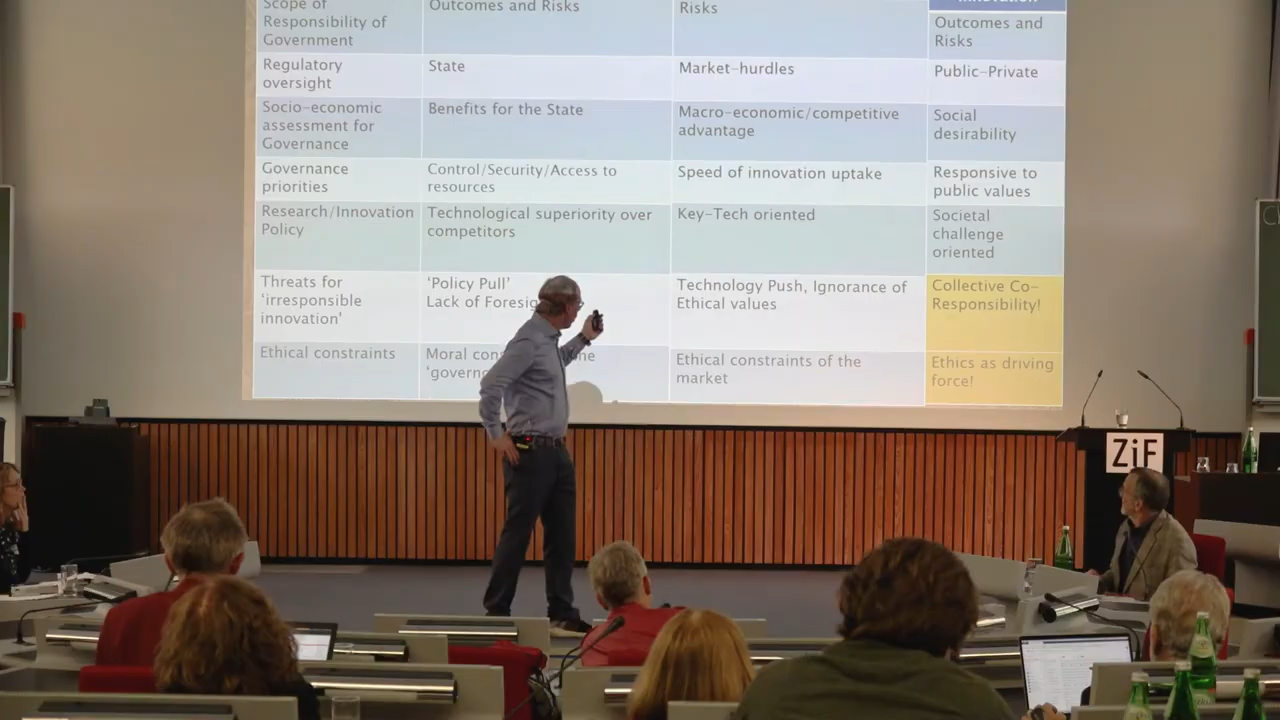 Innovation
Scope of
Responsibility of
Government
Outcomes and Risks
Risks
Outcomes and
Risks
Regulatory
oversight
State
Market-hurdles
Public-Private
Socio-economic
assessment for
Governance
Benefits for the State
Macro-economic/competitive
advantage
Social
desirability
Governance
priorities
Control/Security/Access to
resources
Speed of innovation uptake
Responsive to
public values
Research/Innovation
Policy
Technological superiority over
competitors
Key-Tech oriented
Societal
challenge
oriented
Threats for
‘irresponsible
innovation’
‘Policy Pull’
Lack of Foresig
Technology Push, Ignorance of
Ethical values
Collective Co-
Responsibility!
Ethical constraints
Moral con
‘govern
Ethical constraints of the
market
Ethics as driving
force!
ZiF